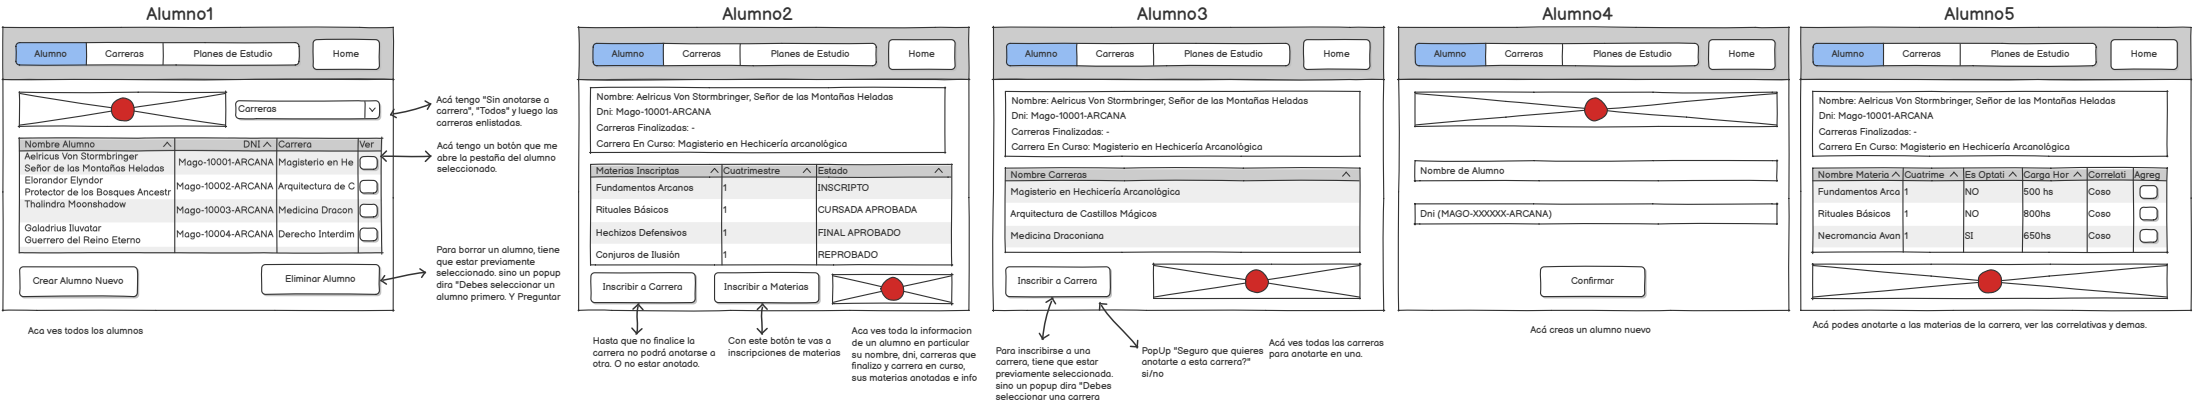 Alumno1
Alumno
Carreras
Planes de Estudio
Home
Carreras
Acá tengo "Sin anotarse a
carrera", "Todos" y luego las
carreras enlistadas.
Nombre Alumno
DNI
Carrera
Ver
Aelricus Von Stormbringer
Señor de las Montañas Heladas
Mago-10001-ARCANA
Magisterio en He
Elorandor Elyndor
Protector de los Bosques Ancestr
Mago-10002-ARCANA
Arquitectura de C
Thalindra Moonshadow
Mago-10003-ARCANA
Medicina Dracon
Galadrius Iluvatar
Guerrero del Reino Eterno
Mago-10004-ARCANA
Derecho Interdim
Acá tengo un botón que me
abre la pestaña del alumno
seleccionado.
Crear Alumno Nuevo
Eliminar Alumno
Para borrar un alumno, tiene
que estar previamente
seleccionado. sino un popup
dira "Debes seleccionar un
alumno primero. Y Preguntar
Aca ves todos los alumnos
Alumno2
Alumno
Carreras
Planes de Estudio
Home
Nombre: Aelricus Von Stormbringer, Señor de las Montañas Heladas
Dni: Mago-10001-ARCANA
Carreras Finalizadas: -
Carrera En Curso: Magisterio en Hechicería arcanológica
Materias Inscriptas
Cuatrimestre
Estado
Fundamentos Arcanos
1
INSCRIPTO
Rituales Básicos
1
CURSADA APROBADA
Hechizos Defensivos
1
FINAL APROBADO
Conjuros de Ilusión
1
REPROBADO
Inscribir a Carrera
Inscribir a Materias
Hasta que no finalice la
carrera no podrá anotarse a
otra. O no estar anotado.
Con este botón te vas a
inscripciones de materias
Aca ves toda la informacion
de un alumno en particular
su nombre, dni, carreras que
finalizo y carrera en curso,
sus materias anotadas e info
Alumno3
Alumno
Carreras
Planes de Estudio
Home
Nombre: Aelricus Von Stormbringer, Señor de las Montañas Heladas
Dni: Mago-10001-ARCANA
Carreras Finalizadas: -
Carrera En Curso: Magisterio en Hechicería Arcanológica
Nombre Carreras
Magisterio en Hechicería Arcanológica
Arquitectura de Castillos Mágicos
Medicina Draconiana
Inscribir a Carrera
Para inscribirse a una
carrera, tiene que estar
previamente seleccionada.
sino un popup dira "Debes
seleccionar una carrera
PopUp "Seguro que quieres
anotarte a esta carrera?"
si/no
Acá ves todas las carreras
para anotarte en una.
Alumno4
Alumno
Carreras
Planes de Estudio
Home
Nombre de Alumno
Dni (MAGO-XXXXXX-ARCANA)
Confirmar
Acá creas un alumno nuevo
Alumno5
Alumno
Carreras
Planes de Estudio
Home
Nombre: Aelricus Von Stormbringer, Señor de las Montañas Heladas
Dni: Mago-10001-ARCANA
Carreras Finalizadas: -
Carrera En Curso: Magisterio en Hechicería Arcanológica
Nombre Materia
Cuatrime
Es Optati
Carga Hor
Correlati
Agreg
Fundamentos Arca
1
NO
500 hs
Coso
Rituales Básicos
1
NO
800hs
Coso
Necromancia Avan
1
SI
650hs
Coso
Acá podes anotarte a las materias de la carrera, ver las correlativas y demas.